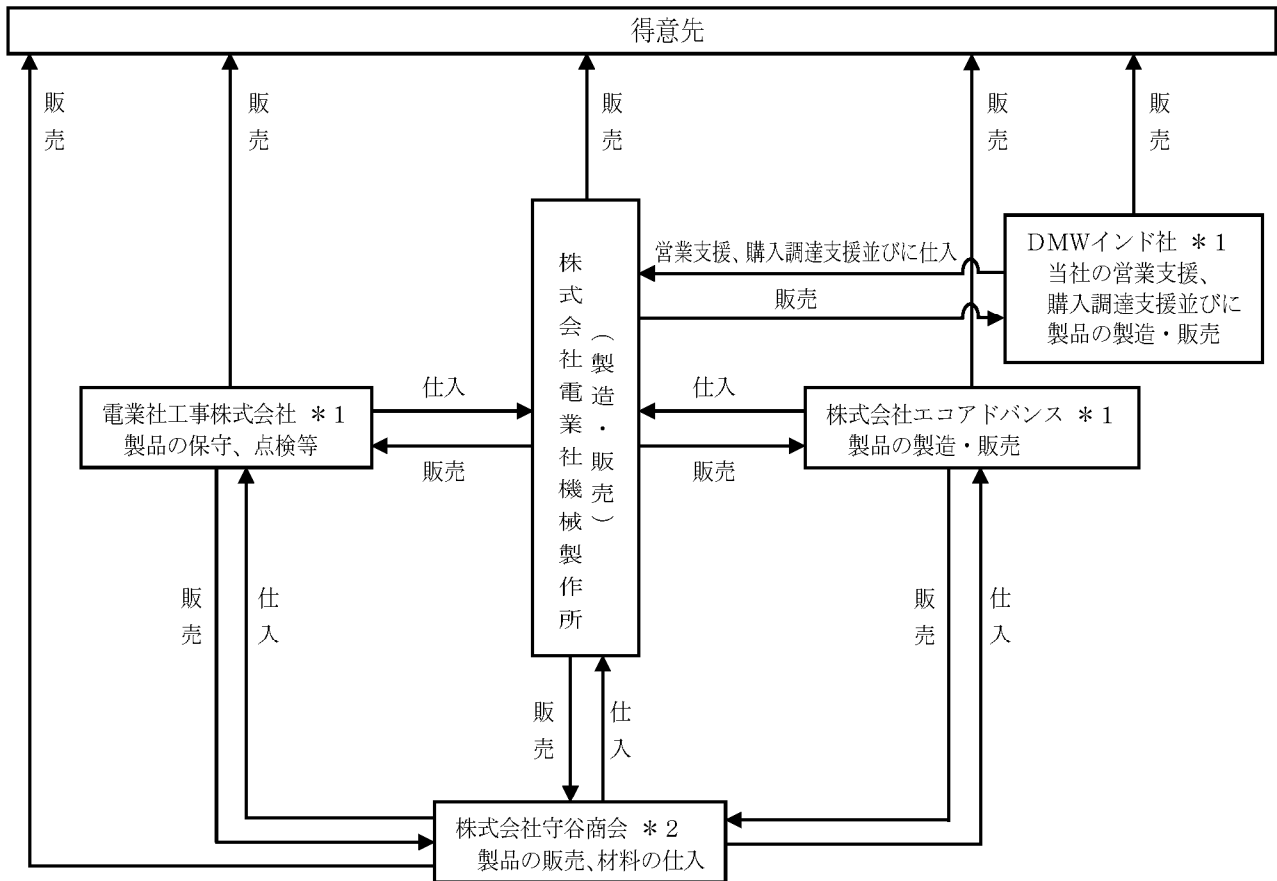 得意先
販売
販売
販売
販売
販売
DMWインド社 *1
当社の営業支援、
購入調達支援並びに
製品の製造・販売
営業支援、購入調達支援並びに仕入
販売
株式会社電業社機械製作所
(製造・販売)
電業社工事株式会社 *1
製品の保守、点検等
仕入
販売
仕入
販売
株式会社エコアドバンス *1
製品の製造・販売
販売
仕入
販売
仕入
販売
仕入
株式会社守谷商会 *2
製品の販売、材料の仕入